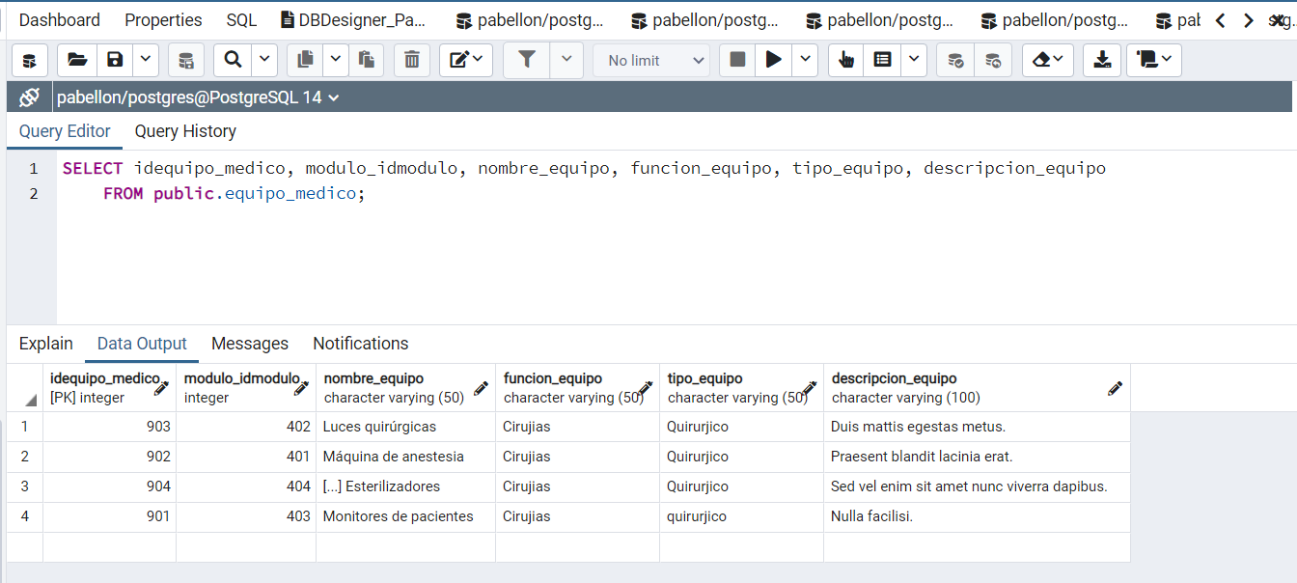 Dashboard Properties SQL DBDesigner_Pa... pabellon/postg... pabellon/postg... pabellon/postg... pabellon/postg... pat
No limit
pabellon/postgres@PostgreSQL 14
Query Editor Query History
1 SELECT idequipo_medico, modulo_idmodulo, nombre_equipo, funcion_equipo, tipo_equipo, descripcion_equipo
2 FROM public.equipo_medico;
Explain Data Output Messages Notifications
idequipo_medico modulo_idmodulo nombre_equipo funcion_equipo tipo_equipo descripcion_equipo
[PK] integer integer character varying (50) character varying (50) character varying (50) character varying (100)
1 903 402 Luces quirúrgicas Cirujias Quirurjico Duis mattis egestas metus.
2 902 401 Máquina de anestesia Cirujias Quirurjico Praesent blandit lacinia erat.
3 904 404 [...] Esterilizadores Cirujias Quirurjico Sed vel enim sit amet nunc viverra dapibus.
4 901 403 Monitores de pacientes Cirujias quirurjico Nulla facilisi.